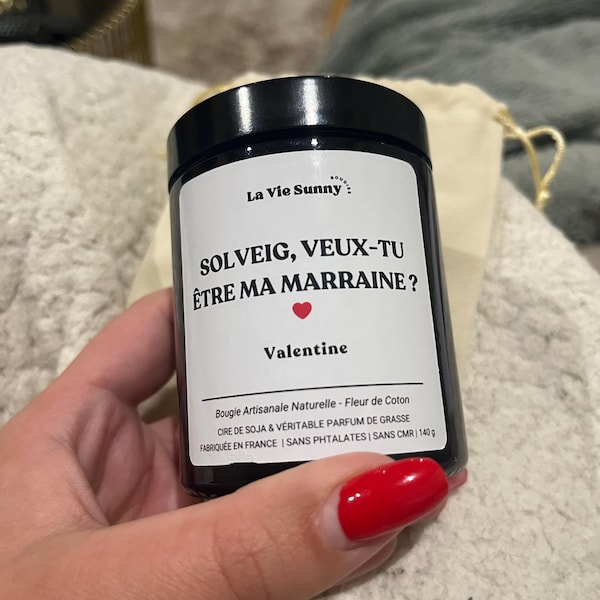 La Vie Sunny BOUGIES
SOLVEIG, VEUX-TU
ÊTRE MA MARRAINE ?
Valentine
Bougie Artisanale Naturelle - Fleur de Coton
CIRE DE SOJA & VÉRITABLE PARFUM DE GRASSE
FABRIQUÉE EN FRANCE | SANS PHTALATES | SANS CMR | 140 g